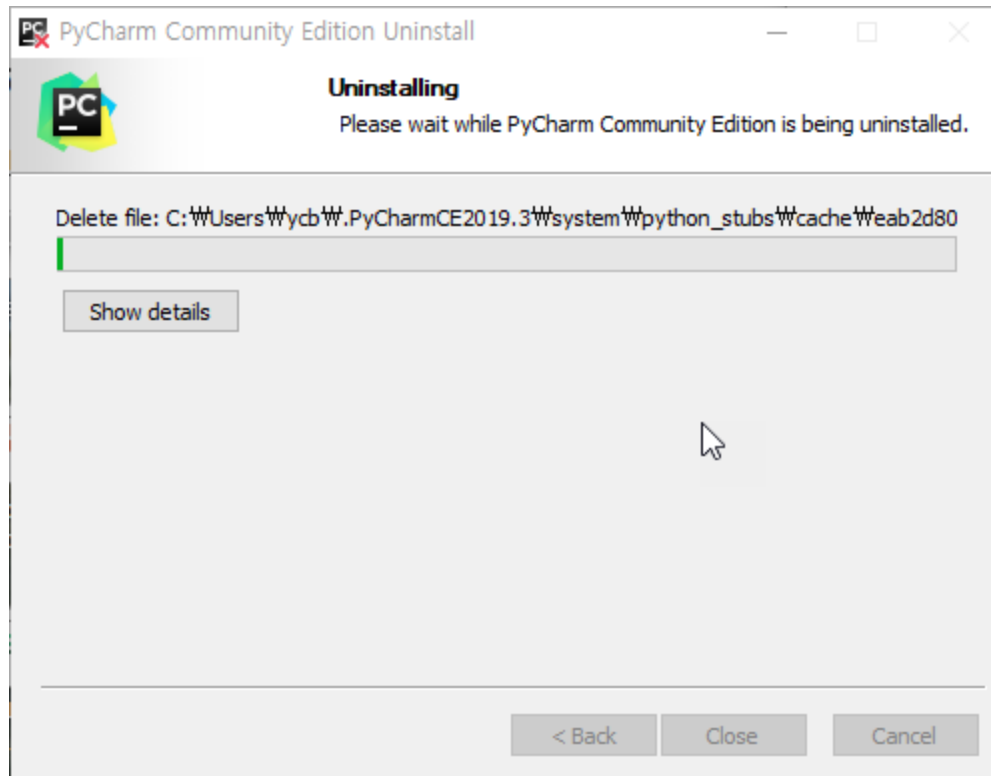 PyCharm Community Edition Uninstall
PC
Uninstalling
Please wait while PyCharm Community Edition is being uninstalled.
Delete file: C:₩Users₩ycb₩.PyCharmCE2019.3₩system₩python_stubs₩cache₩eab2d80
Show details
< Back
Close
Cancel